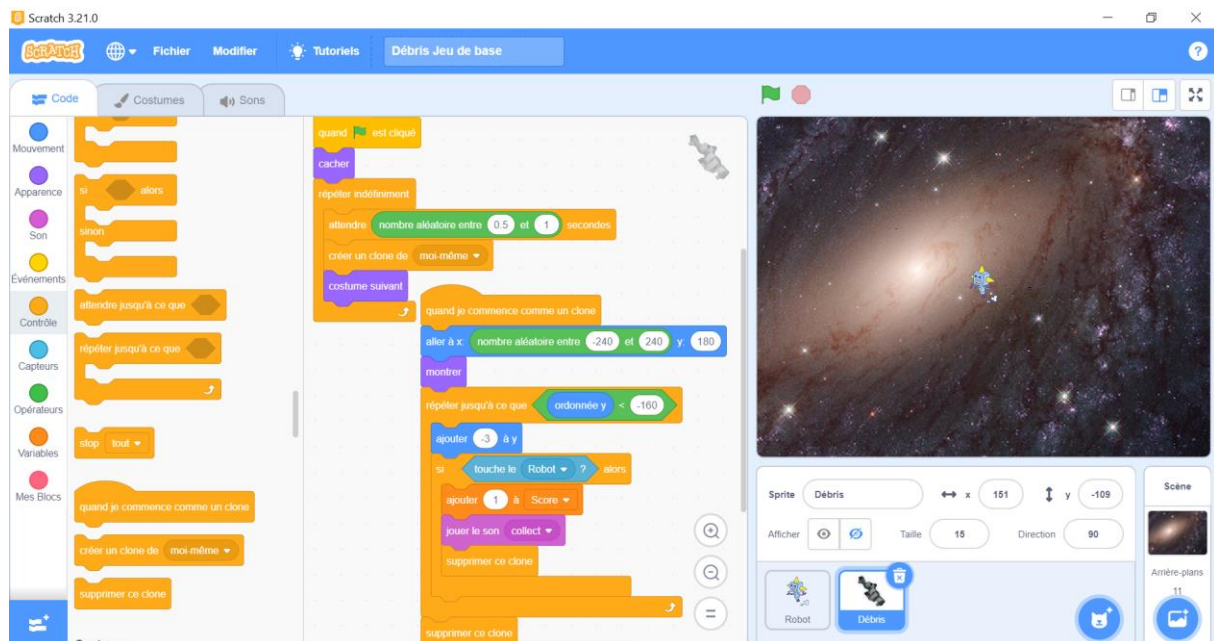 Scratch 3.21.0
SCRATCH
Fichier
Modifier
Tutoriels
Débris Jeu de base
?
Code
Costumes
Sons
Mouvement
Apparence
Son
Événements
Contrôle
Capteurs
Opérateurs
Variables
Mes Blocs
si alors
sinon
attendre jusqu'à ce que
répéter jusqu'à ce que
stop tout
quand je commence comme un clone
créer un clone de moi-même
supprimer ce clone
quand est cliqué
cacher
répéter indéfiniment
attendre nombre aléatoire entre 0.5 et 1 secondes
créer un clone de moi-même
costume suivant
quand je commence comme un clone
aller à x: nombre aléatoire entre -240 et 240 y: 180
montrer
répéter jusqu'à ce que ordonnée y < -160
ajouter -3 à y
si touche le Robot ? alors
ajouter 1 à Score
jouer le son collect
supprimer ce clone
supprimer ce clone
Sprite Débris x 151 y -109
Afficher Taille 15 Direction 90
Robot
Débris
Scène
Arrière-plans
11